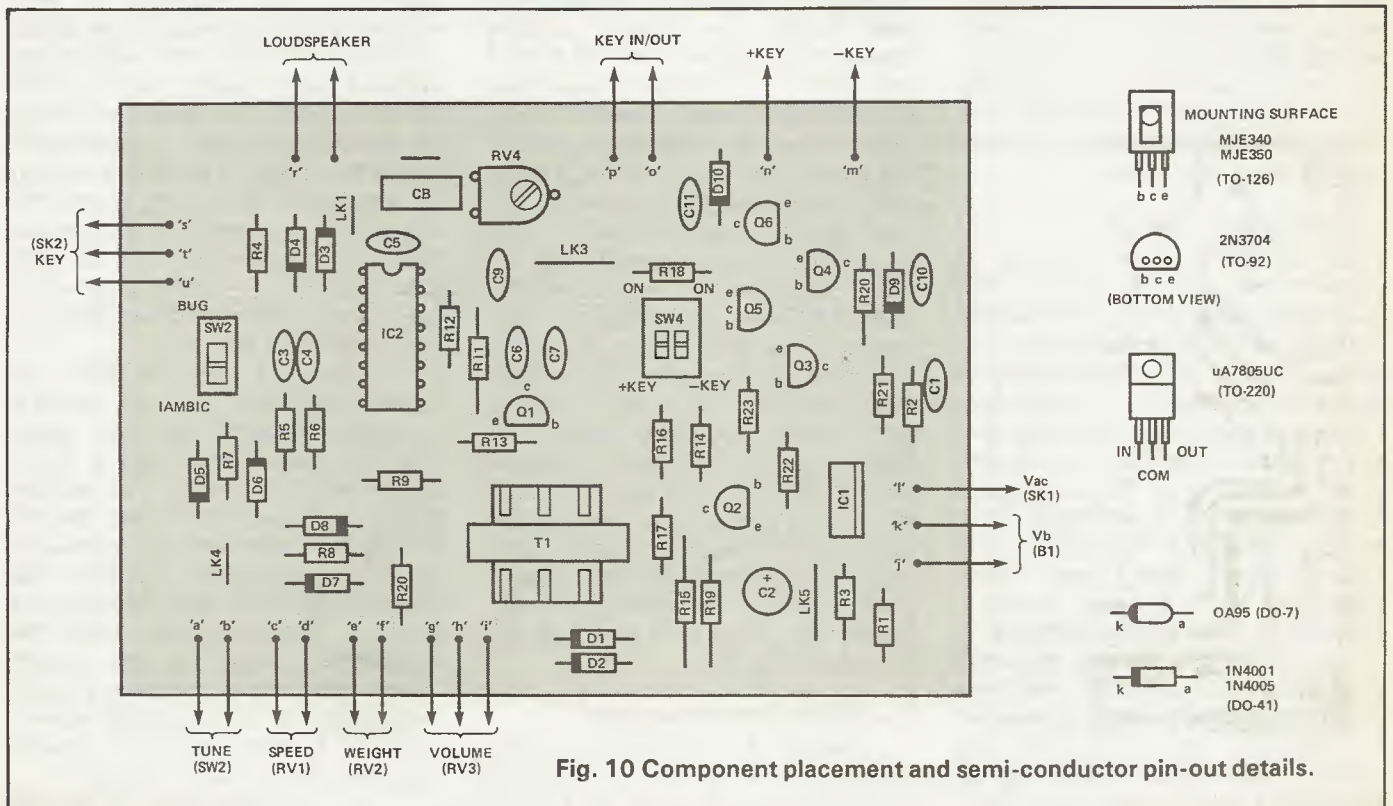 LOUDSPEAKER
KEY IN/OUT
+KEY
−KEY
'r'
CB
RV4
'p' 'o'
D10
'n'
'm'
C11
LK1
(SK2)
KEY
's'
't'
'u'
R4
D4
D3
C5
C9
LK3
R18
ON ON
SW4
+KEY −KEY
e
c Q6
b
e
Q4 c
b
e
c Q5
b
e
Q3 c
b
R20
D9
C10
BUG
SW2
IAMBIC
C3
C4
IC2
R12
R11
C6
C7
c
e Q1 b
R13
R23
R21
R2
C1
R16
R14
R22
D5
R7
D6
R5
R6
R9
D8
R8
D7
LK4
R20
T1
R17
b
c Q2
e
IC1
'l'
'k'
'j'
Vac
(SK1)
Vb
(B1)
R15
R19
+
C2
LK5
R3
R1
D1
D2
'a' 'b' 'c' 'd' 'e' 'f' 'g' 'h' 'i'
TUNE
(SW2)
SPEED
(RV1)
WEIGHT
(RV2)
VOLUME
(RV3)
MOUNTING SURFACE
MJE340
MJE350
(TO-126)
b c e
2N3704
(TO-92)
b c e
(BOTTOM VIEW)
uA7805UC
(TO-220)
IN OUT
COM
k a OA95 (DO-7)
k a
1N4001
1N4005
(DO-41)
Fig. 10 Component placement and semi-conductor pin-out details.